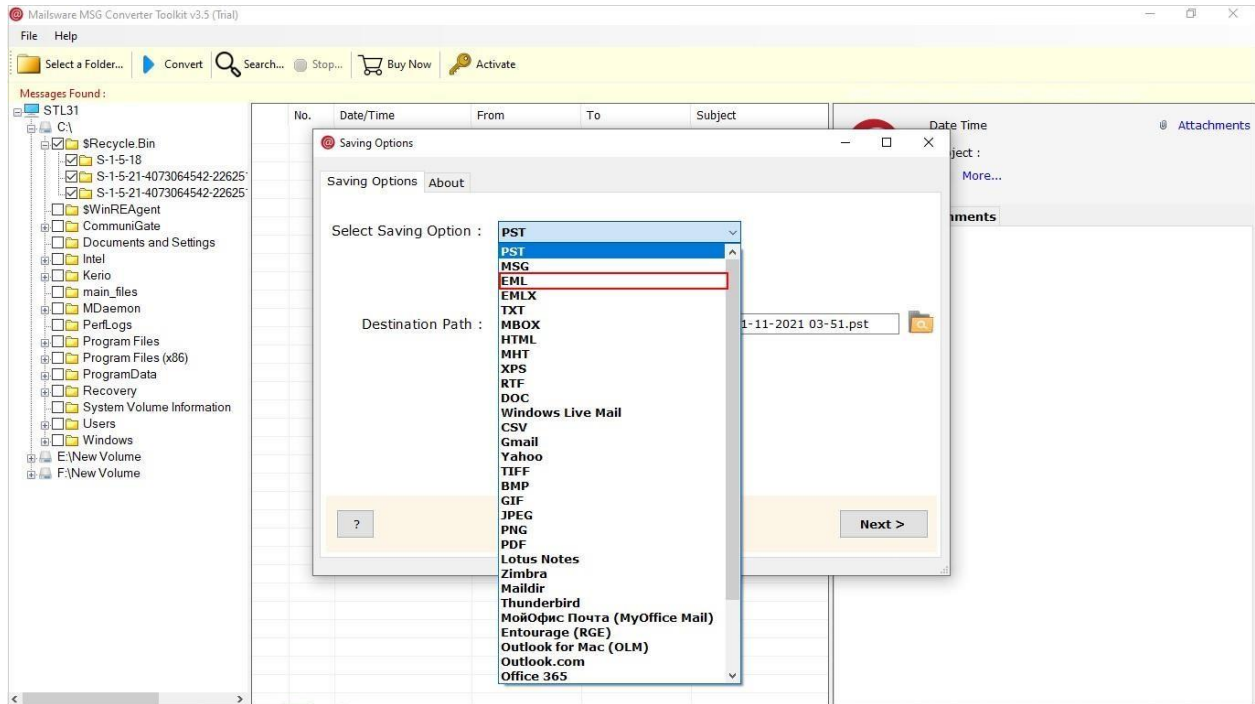 Mailsware MSG Converter Toolkit v3.5 (Trial)
File Help
Select a Folder... Convert Search... Stop... Buy Now Activate
Messages Found :
STL31
C:\
$Recycle.Bin
S-1-5-18
S-1-5-21-4073064542-22625
S-1-5-21-4073064542-22625
$WinREAgent
CommuniGate
Documents and Settings
Intel
Kerio
main_files
MDaemon
PerfLogs
Program Files
Program Files (x86)
ProgramData
Recovery
System Volume Information
Users
Windows
E:\New Volume
F:\New Volume
No. Date/Time From To Subject
Date Time Attachments
ject :
More...
nments
Saving Options
Saving Options About
Select Saving Option : PST
PST
MSG
EML
EMLX
TXT
MBOX
HTML
MHT
XPS
RTF
DOC
Windows Live Mail
CSV
Gmail
Yahoo
TIFF
BMP
GIF
JPEG
PNG
PDF
Lotus Notes
Zimbra
Maildir
Thunderbird
МойОфис Почта (MyOffice Mail)
Entourage (RGE)
Outlook for Mac (OLM)
Outlook.com
Office 365
Destination Path : 1-11-2021 03-51.pst
? Next >